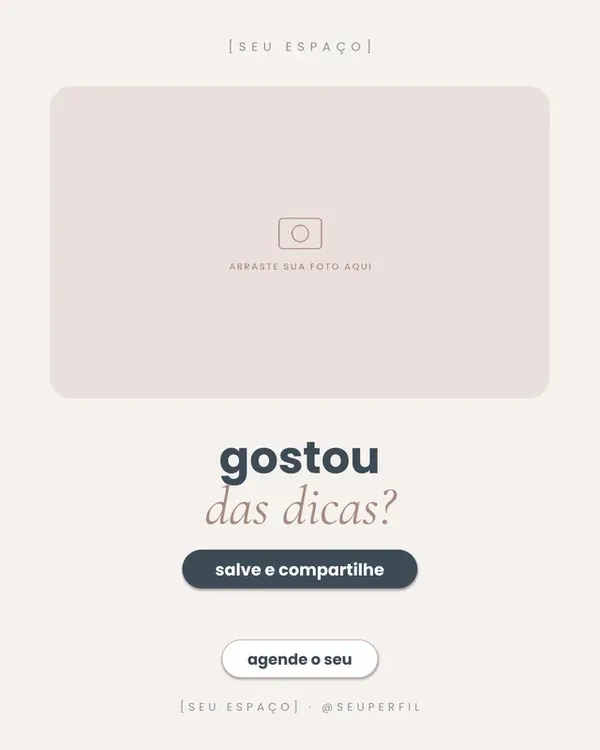 [SEU ESPAÇO]
ARRASTE SUA FOTO AQUI
gostou
das dicas?
salve e compartilhe
agende o seu
[SEU ESPAÇO] · @SEUPERFIL